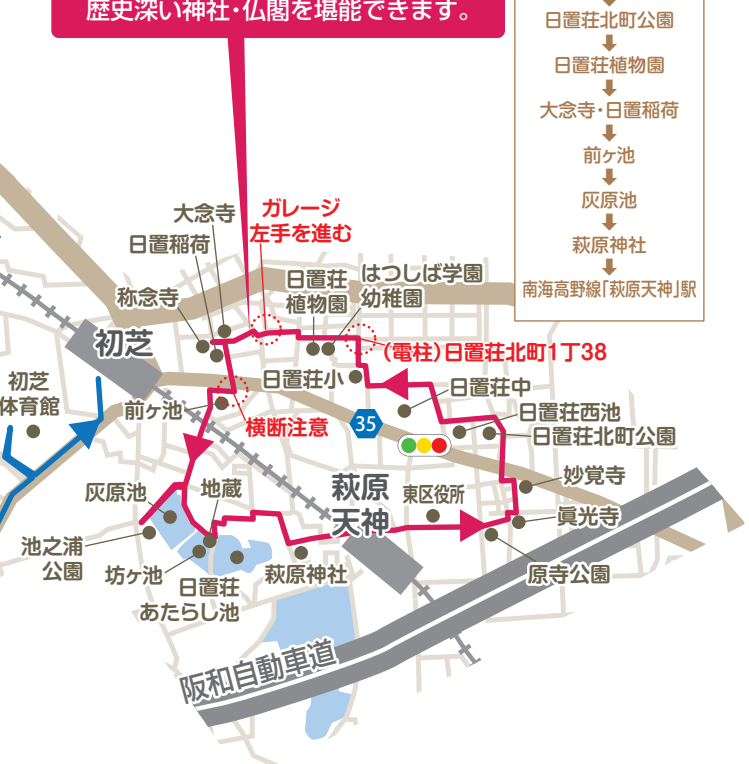 歴史深い神社・仏閣を堪能できます。
日置荘北町公園
日置荘植物園
大念寺・日置稲荷
前ヶ池
灰原池
萩原神社
南海高野線「萩原天神」駅
大念寺
日置稲荷
称念寺
ガレージ
左手を進む
日置荘
植物園
はつしば学園
幼稚園
(電柱)日置荘北町1丁38
初芝
初芝
体育館
前ヶ池
日置荘小
横断注意
35
日置荘中
日置荘西池
日置荘北町公園
妙覚寺
眞光寺
原寺公園
東区役所
萩原
天神
灰原池
地蔵
池之浦
公園
坊ヶ池
日置荘
あたらし池
萩原神社
阪和自動車道